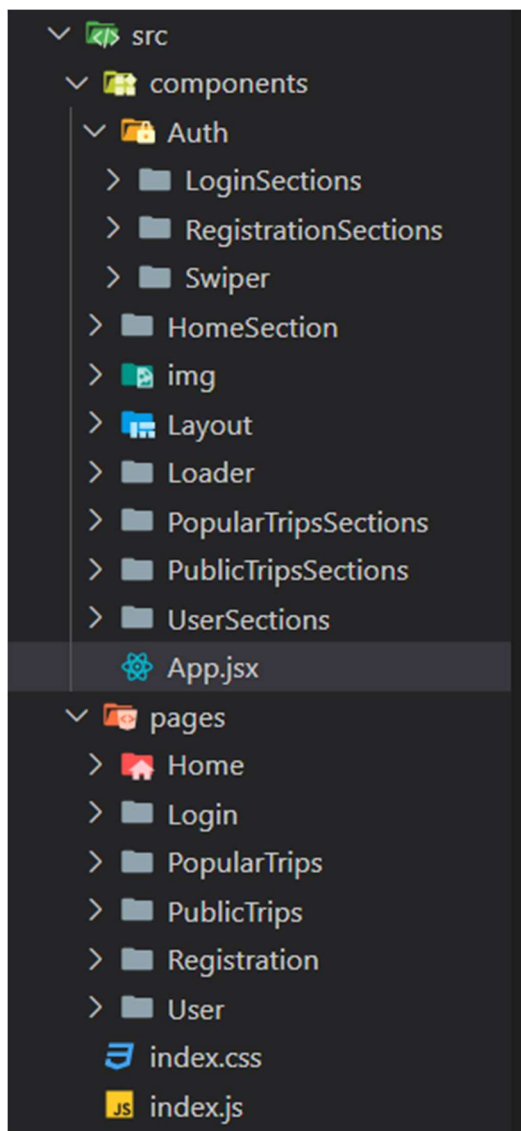 src
components
Auth
LoginSections
RegistrationSections
Swiper
HomeSection
img
Layout
Loader
PopularTripsSections
PublicTripsSections
UserSections
App.jsx
pages
Home
Login
PopularTrips
PublicTrips
Registration
User
index.css
JS index.js